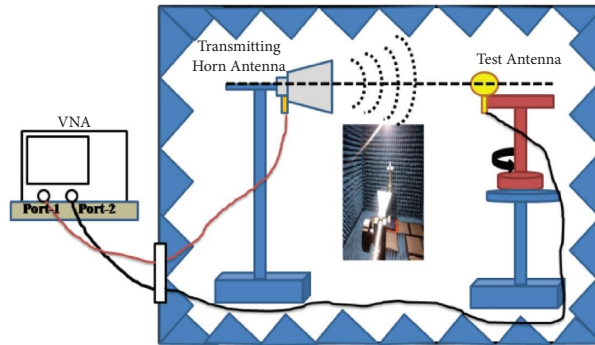 Transmitting
Horn Antenna
Test Antenna
VNA
Port-1 Port-2